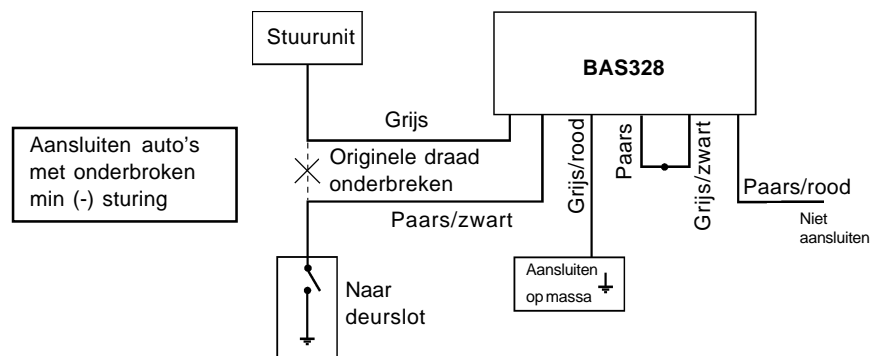 Stuurunit
BAS328
Aansluiten auto's
met onderbroken
min (-) sturing
Grijs
Originele draad
onderbreken
Paars/zwart
Grijs/rood
Paars
Grijs/zwart
Paars/rood
Niet
aansluiten
Naar
deurslot
Aansluiten
op massa